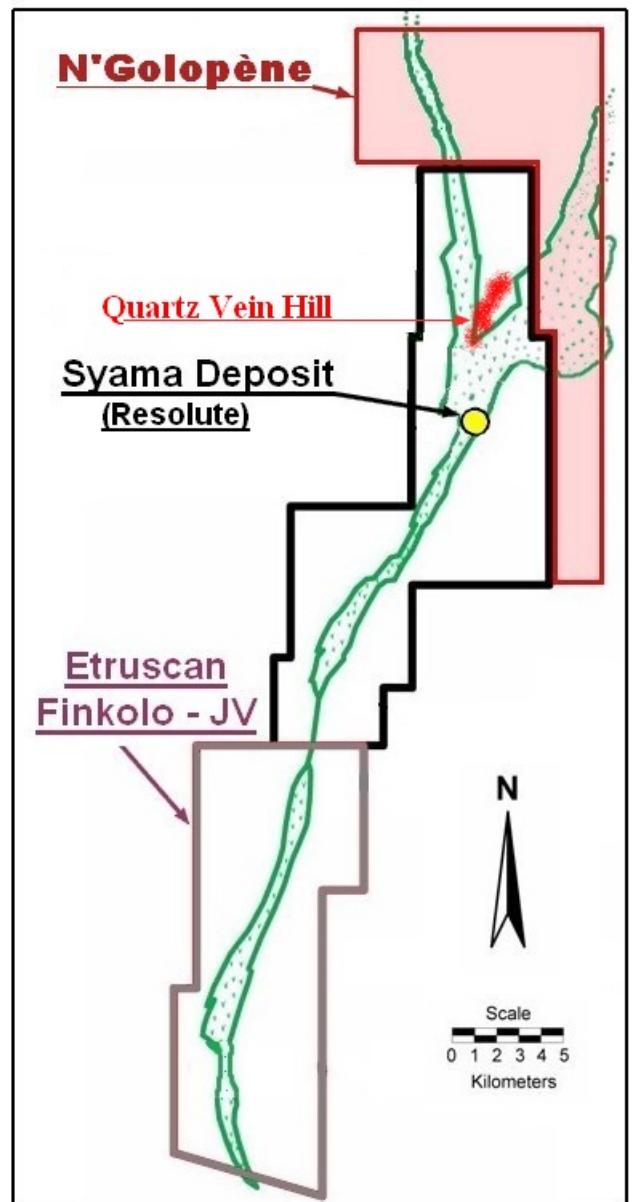 N'Golopène
Quartz Vein Hill
Syama Deposit
(Resolute)
Etruscan
Finkolo - JV
N
Scale
0 1 2 3 4 5
Kilometers